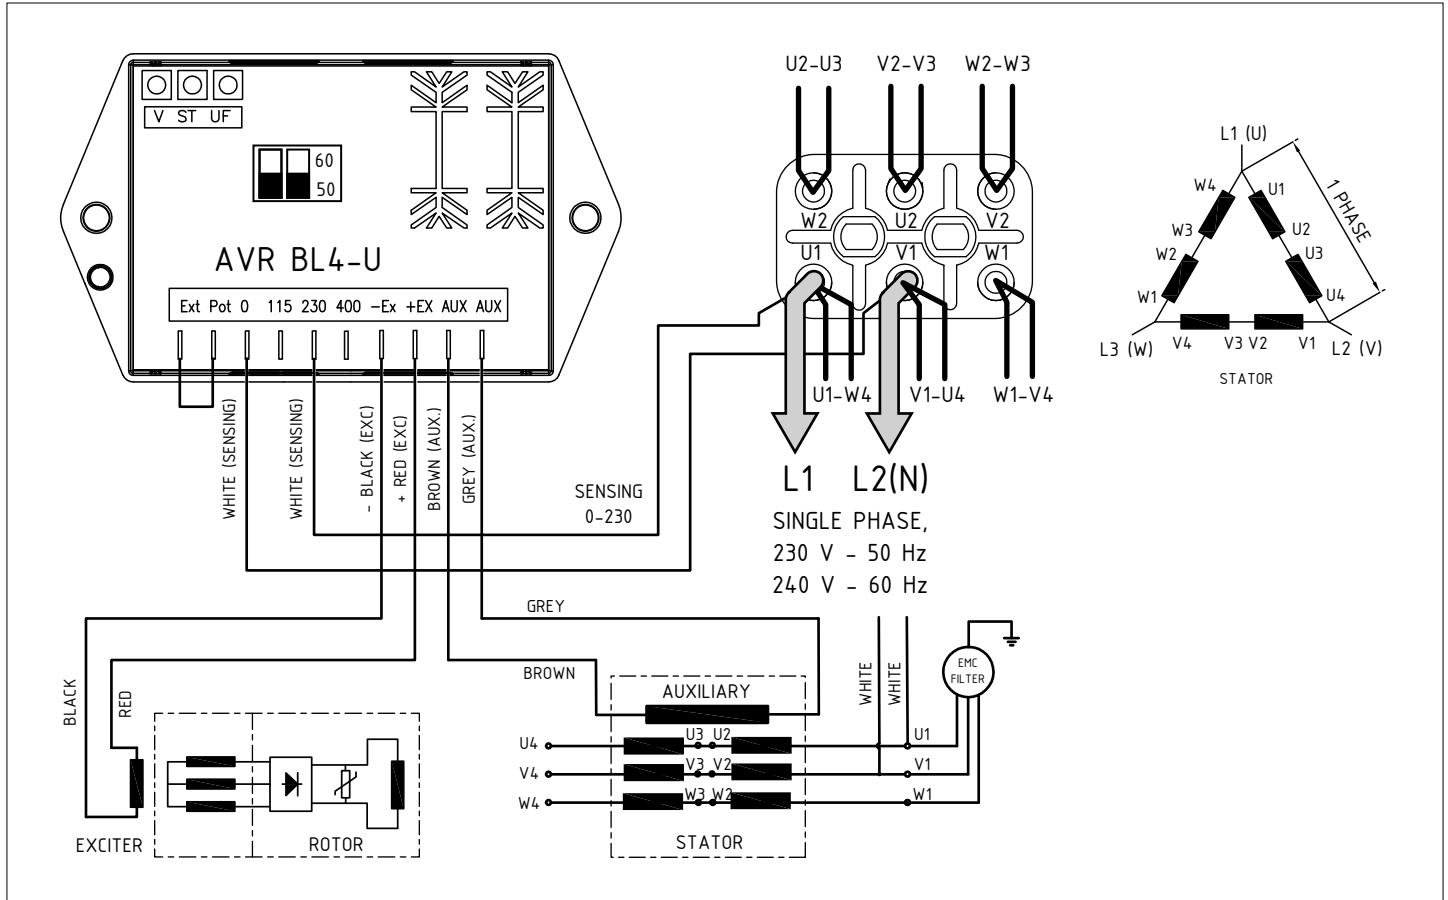 V ST UF
60
50
AVR BL4-U
Ext Pot 0 115 230 400 -Ex +EX AUX AUX
WHITE (SENSING)
WHITE (SENSING)
- BLACK (EXC)
+ RED (EXC)
BROWN (AUX.)
GREY (AUX.)
SENSING
0-230
U2-U3 V2-V3 W2-W3
W2 U2 V2
U1 V1 W1
U1-W4 V1-U4 W1-V4
L1 L2(N)
SINGLE PHASE,
230 V - 50 Hz
240 V - 60 Hz
L1 (U)
W4 U1
1 PHASE
W3 U2
W2 U3
W1 U4
L3 (W) V4 V3 V2 V1 L2 (V)
STATOR
GREY
BROWN
BLACK
RED
EXCITER
ROTOR
AUXILIARY
WHITE
WHITE
EMC
FILTER
U4 U3 U2 U1
V4 V3 V2 V1
W4 W3 W2 W1
STATOR